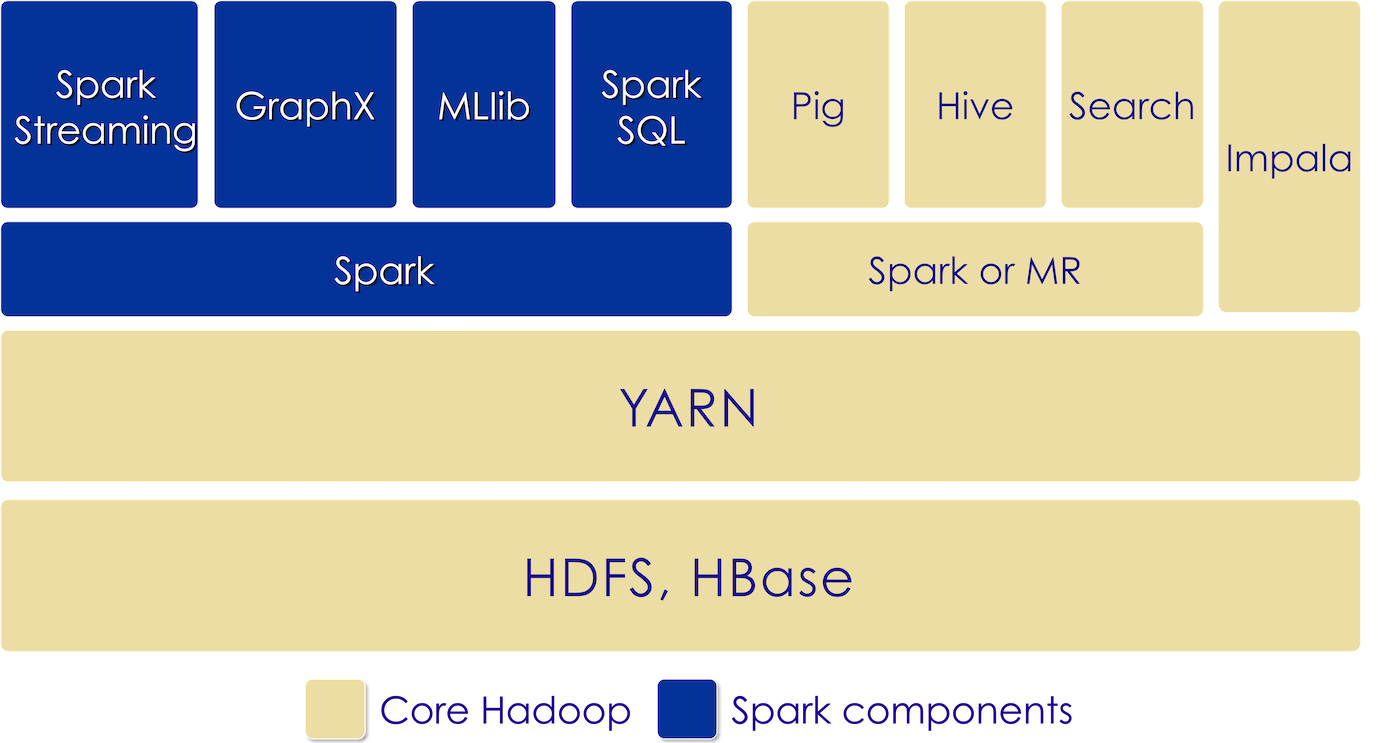 Spark
Streaming
GraphX
MLlib
Spark
SQL
Pig
Hive
Search
Impala
Spark
Spark or MR
YARN
HDFS, HBase
Core Hadoop
Spark components